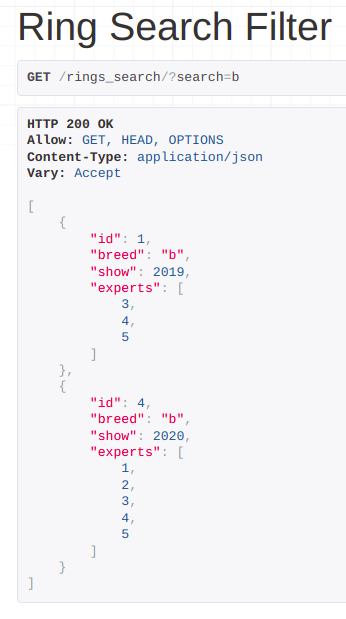 Ring Search Filter
GET /rings_search/?search=b
HTTP 200 OK
Allow: GET, HEAD, OPTIONS
Content-Type: application/json
Vary: Accept
[
    {
        "id": 1,
        "breed": "b",
        "show": 2019,
        "experts": [
            3,
            4,
            5
        ]
    },
    {
        "id": 4,
        "breed": "b",
        "show": 2020,
        "experts": [
            1,
            2,
            3,
            4,
            5
        ]
    }
]